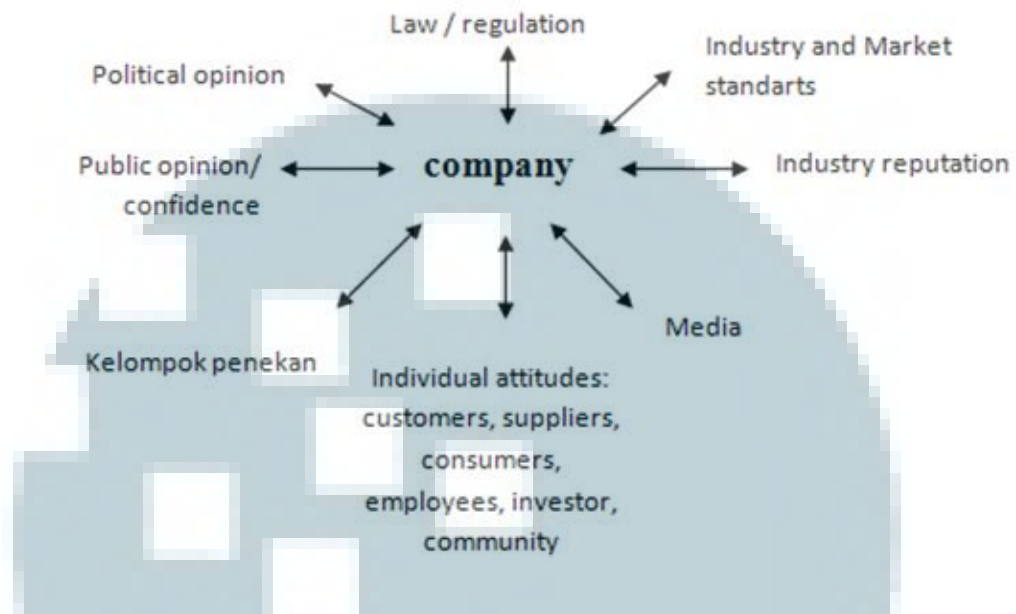 Law / regulation
Industry and Market
standarts
Political opinion
Public opinion/
confidence
company
Industry reputation
Media
Kelompok penekan
Individual attitudes:
customers, suppliers,
consumers,
employees, investor,
community